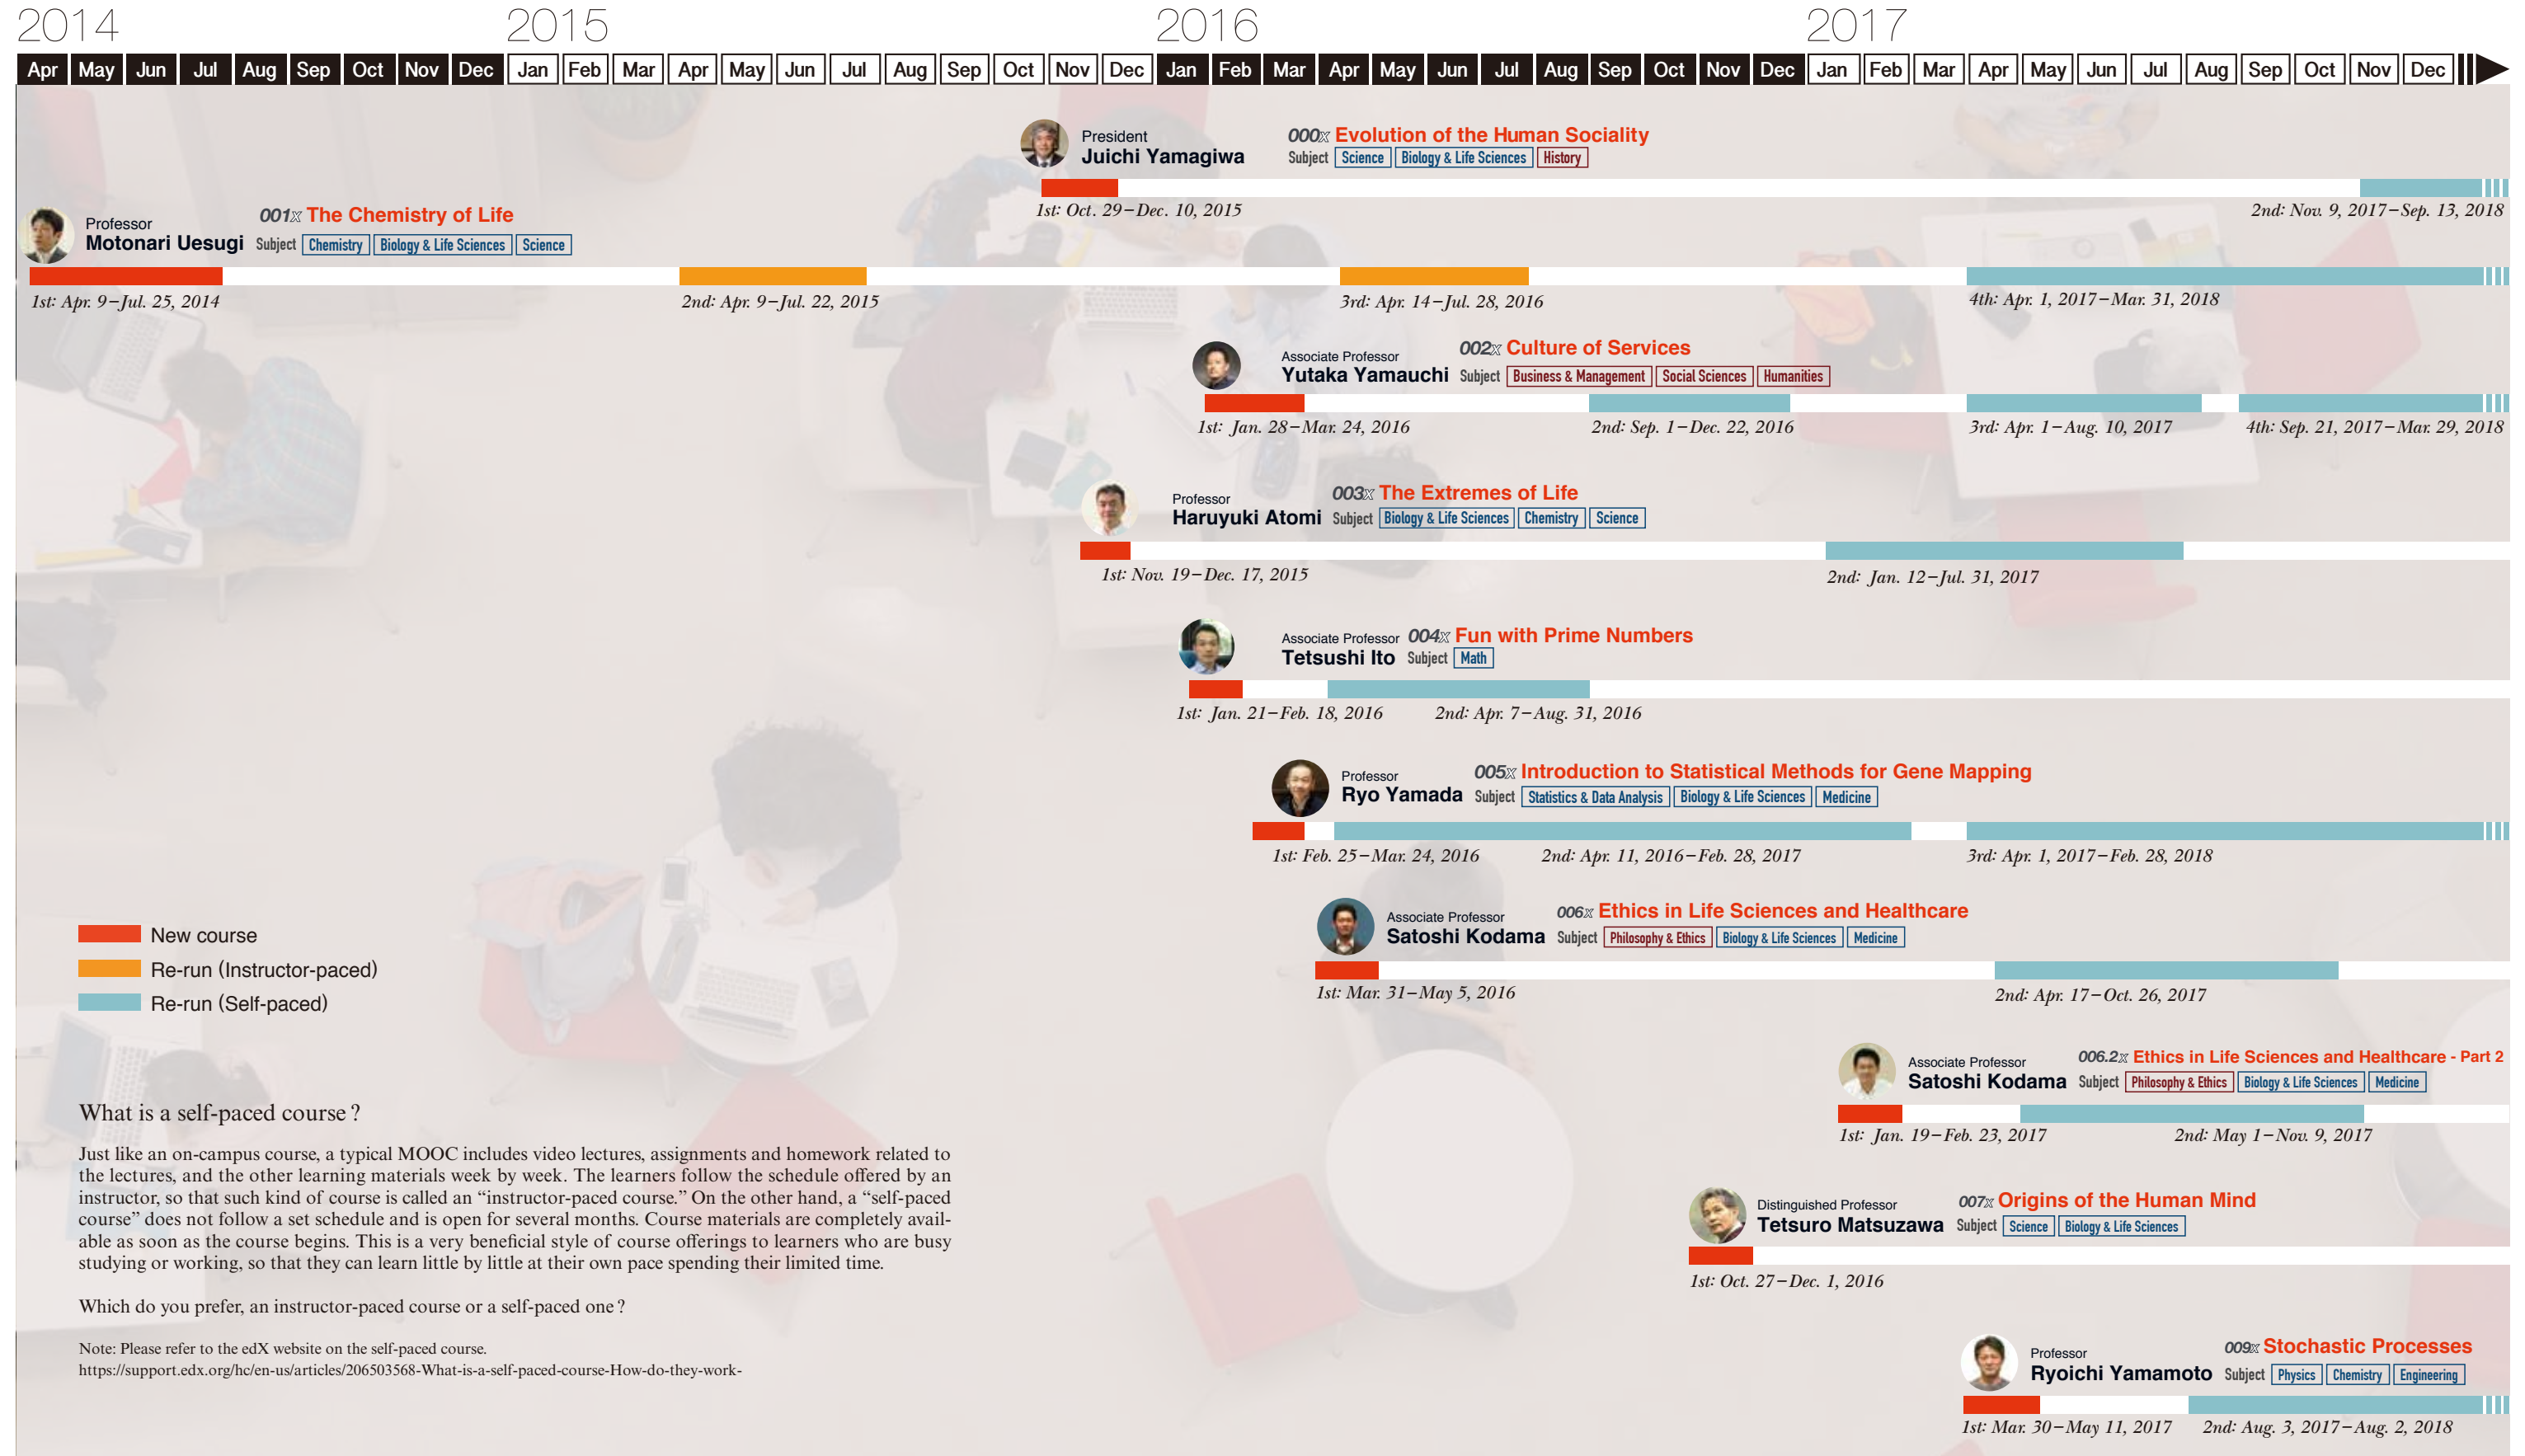 2014 2015 2016 2017
Apr May Jun Jul Aug Sep Oct Nov Dec Jan Feb Mar Apr May Jun Jul Aug Sep Oct Nov Dec Jan Feb Mar Apr May Jun Jul Aug Sep Oct Nov Dec Jan Feb Mar Apr May Jun Jul Aug Sep Oct Nov Dec
President
Juichi Yamagiwa
000x Evolution of the Human Sociality
Subject Science Biology & Life Sciences History
1st: Oct. 29–Dec. 10, 2015
2nd: Nov. 9, 2017–Sep. 13, 2018
Professor
Motonari Uesugi
001x The Chemistry of Life
Subject Chemistry Biology & Life Sciences Science
1st: Apr. 9–Jul. 25, 2014
2nd: Apr. 9–Jul. 22, 2015
3rd: Apr. 14–Jul. 28, 2016
4th: Apr. 1, 2017–Mar. 31, 2018
Associate Professor
Yutaka Yamauchi
002x Culture of Services
Subject Business & Management Social Sciences Humanities
1st: Jan. 28–Mar. 24, 2016
2nd: Sep. 1–Dec. 22, 2016
3rd: Apr. 1–Aug. 10, 2017
4th: Sep. 21, 2017–Mar. 29, 2018
Professor
Haruyuki Atomi
003x The Extremes of Life
Subject Biology & Life Sciences Chemistry Science
1st: Nov. 19–Dec. 17, 2015
2nd: Jan. 12–Jul. 31, 2017
Associate Professor
Tetsushi Ito
004x Fun with Prime Numbers
Subject Math
1st: Jan. 21–Feb. 18, 2016
2nd: Apr. 7–Aug. 31, 2016
Professor
Ryo Yamada
005x Introduction to Statistical Methods for Gene Mapping
Subject Statistics & Data Analysis Biology & Life Sciences Medicine
1st: Feb. 25–Mar. 24, 2016
2nd: Apr. 11, 2016–Feb. 28, 2017
3rd: Apr. 1, 2017–Feb. 28, 2018
Associate Professor
Satoshi Kodama
006x Ethics in Life Sciences and Healthcare
Subject Philosophy & Ethics Biology & Life Sciences Medicine
1st: Mar. 31–May 5, 2016
2nd: Apr. 17–Oct. 26, 2017
New course
Re-run (Instructor-paced)
Re-run (Self-paced)
Associate Professor
Satoshi Kodama
006.2x Ethics in Life Sciences and Healthcare - Part 2
Subject Philosophy & Ethics Biology & Life Sciences Medicine
1st: Jan. 19–Feb. 23, 2017
2nd: May 1–Nov. 9, 2017
Distinguished Professor
Tetsuro Matsuzawa
007x Origins of the Human Mind
Subject Science Biology & Life Sciences
1st: Oct. 27–Dec. 1, 2016
Professor
Ryoichi Yamamoto
009x Stochastic Processes
Subject Physics Chemistry Engineering
1st: Mar. 30–May 11, 2017
2nd: Aug. 3, 2017–Aug. 2, 2018
What is a self-paced course ?
Just like an on-campus course, a typical MOOC includes video lectures, assignments and homework related to
the lectures, and the other learning materials week by week. The learners follow the schedule offered by an
instructor, so that such kind of course is called an “instructor-paced course.” On the other hand, a “self-paced
course” does not follow a set schedule and is open for several months. Course materials are completely avail-
able as soon as the course begins. This is a very beneficial style of course offerings to learners who are busy
studying or working, so that they can learn little by little at their own pace spending their limited time.
Which do you prefer, an instructor-paced course or a self-paced one ?
Note: Please refer to the edX website on the self-paced course.
https://support.edx.org/hc/en-us/articles/206503568-What-is-a-self-paced-course-How-do-they-work-